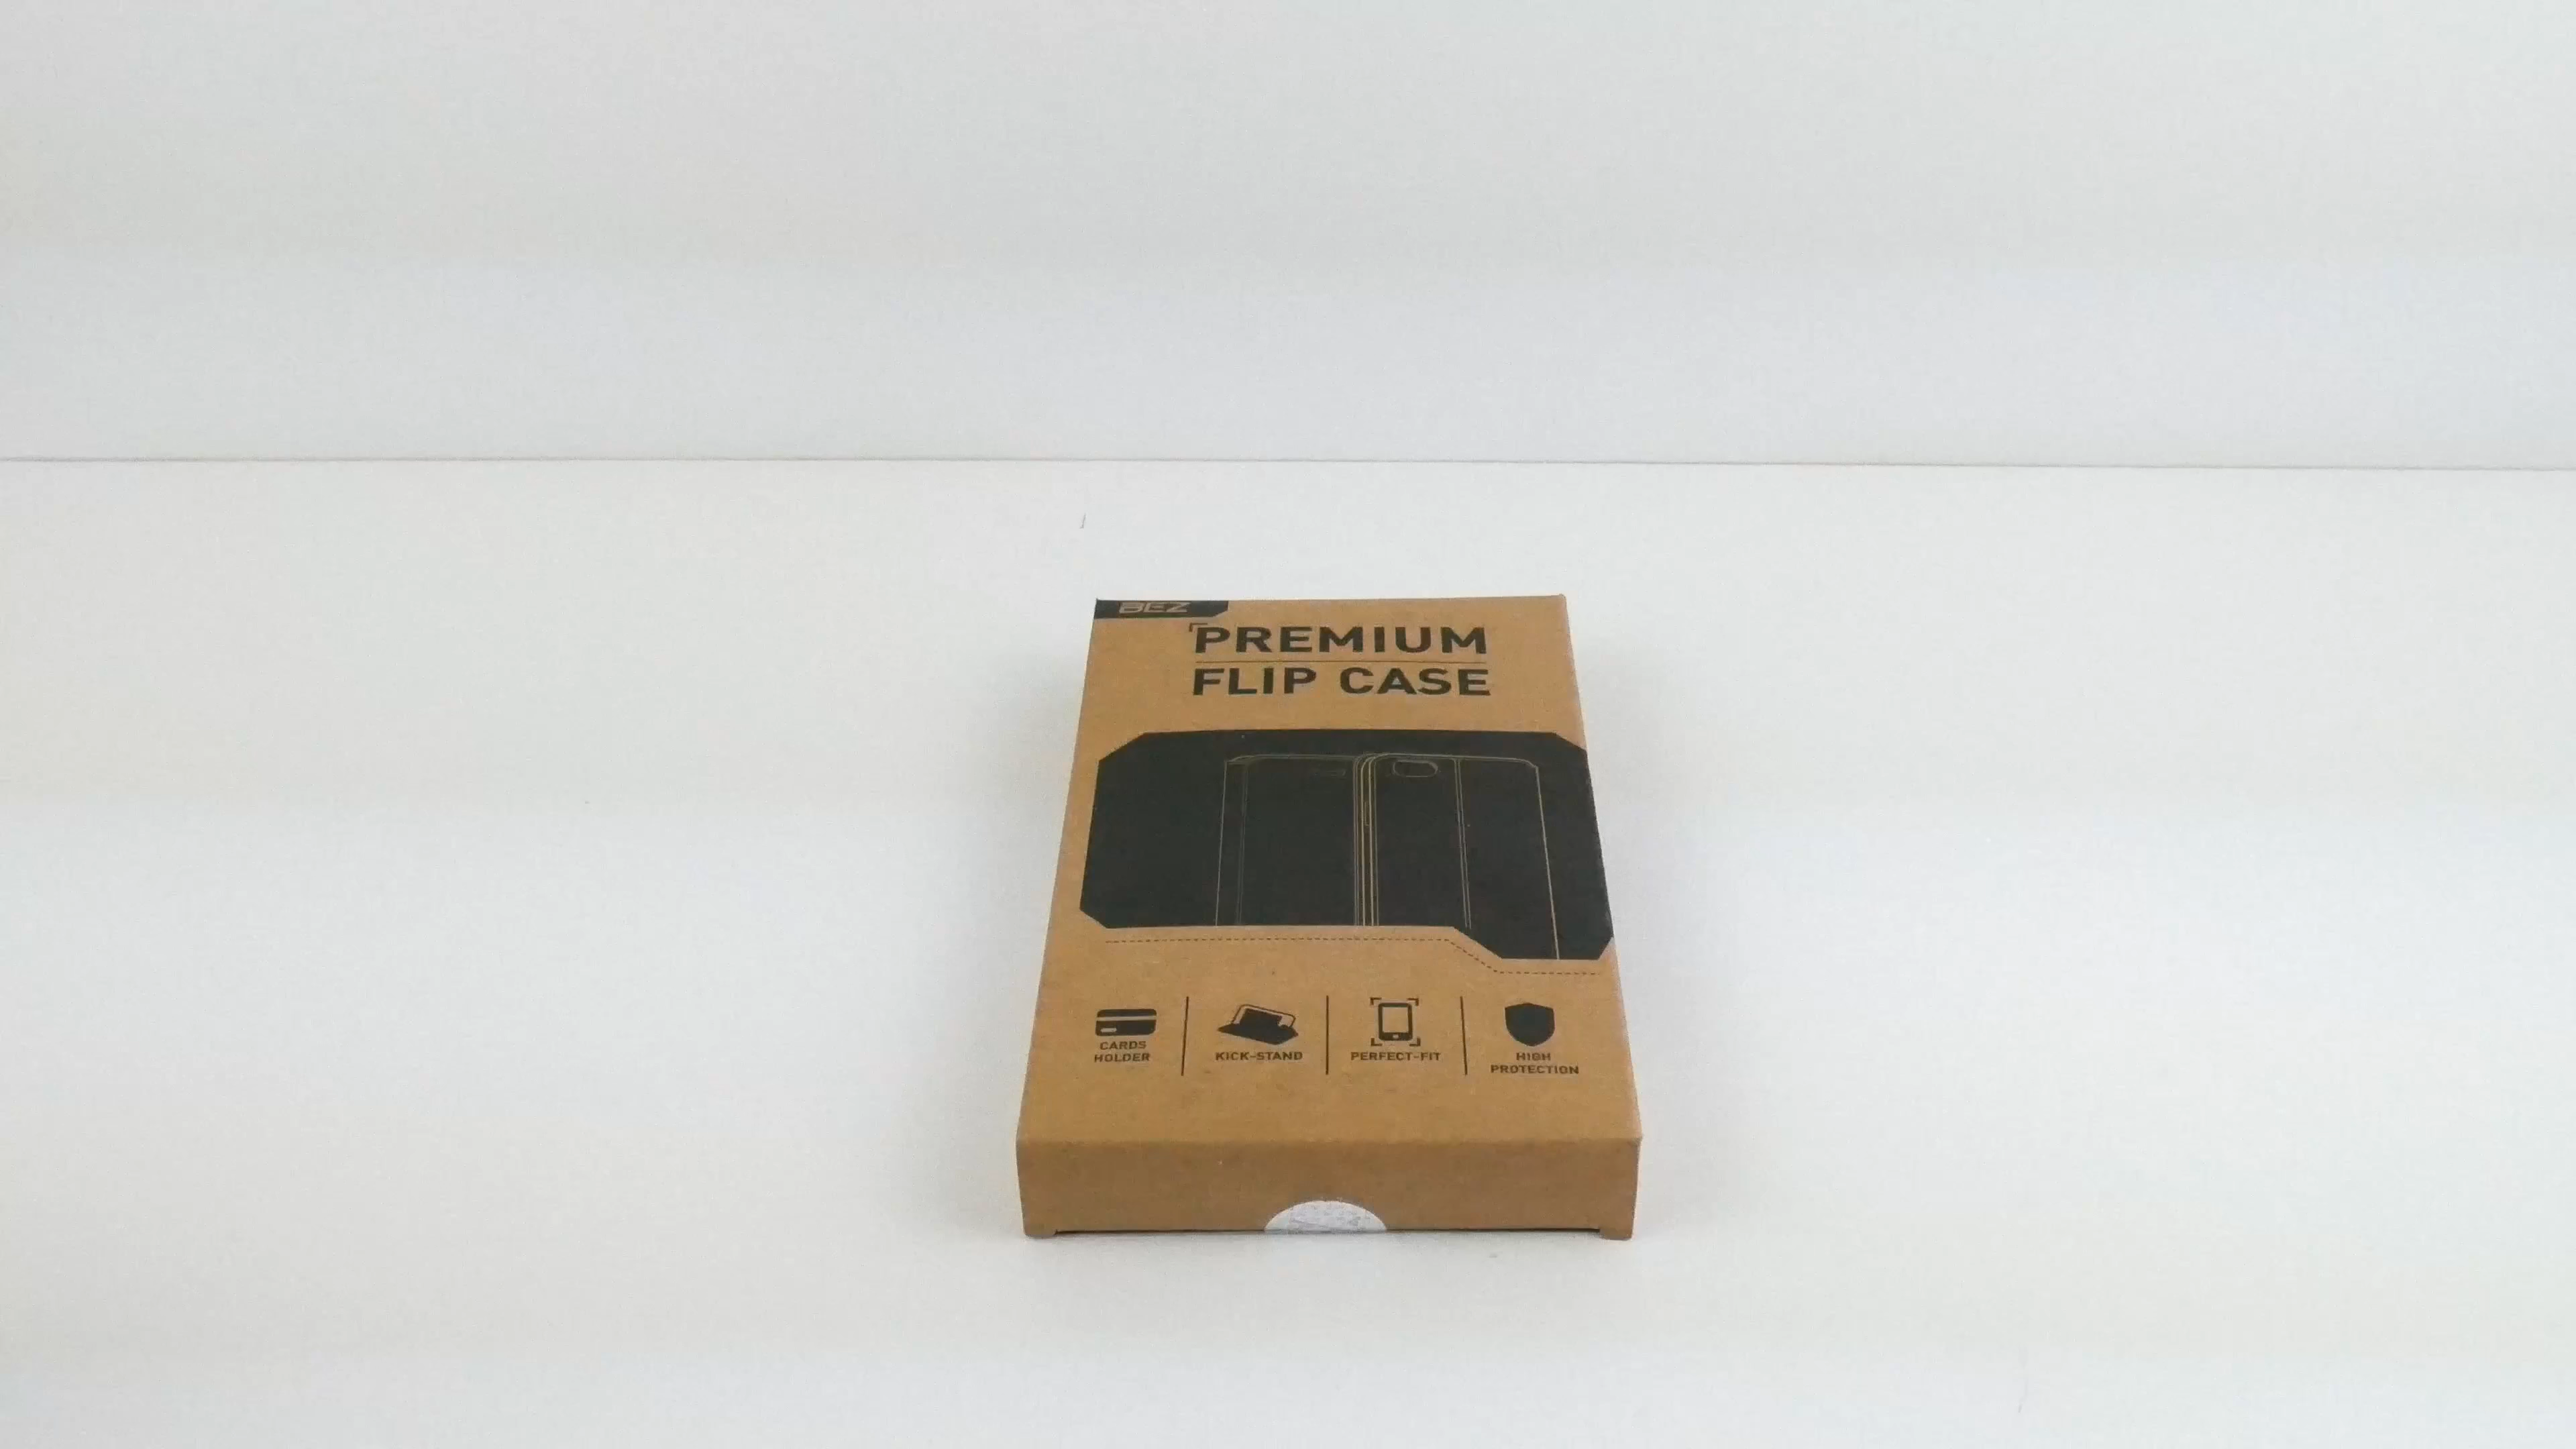 BEZ
PREMIUM
FLIP CASE
CARDS
HOLDER
KICK-STAND
PERFECT-FIT
HIGH
PROTECTION